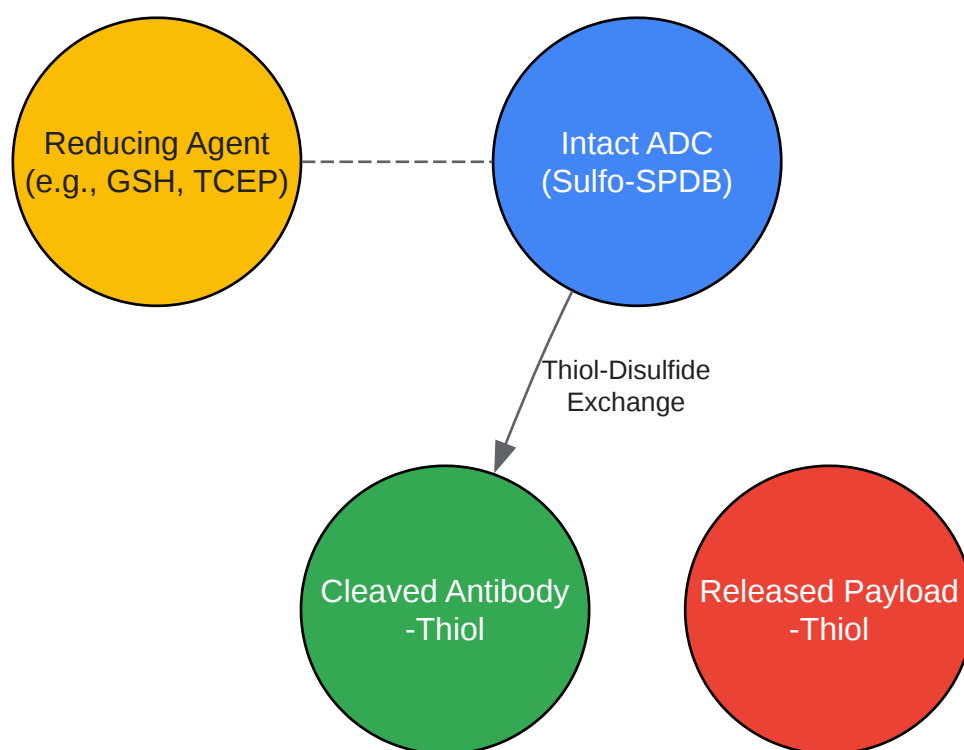 Reducing Agent
(e.g., GSH, TCEP)
Intact ADC
(Sulfo-SPDB)
Thiol-Disulfide
Exchange
Cleaved Antibody
-Thiol
Released Payload
-Thiol